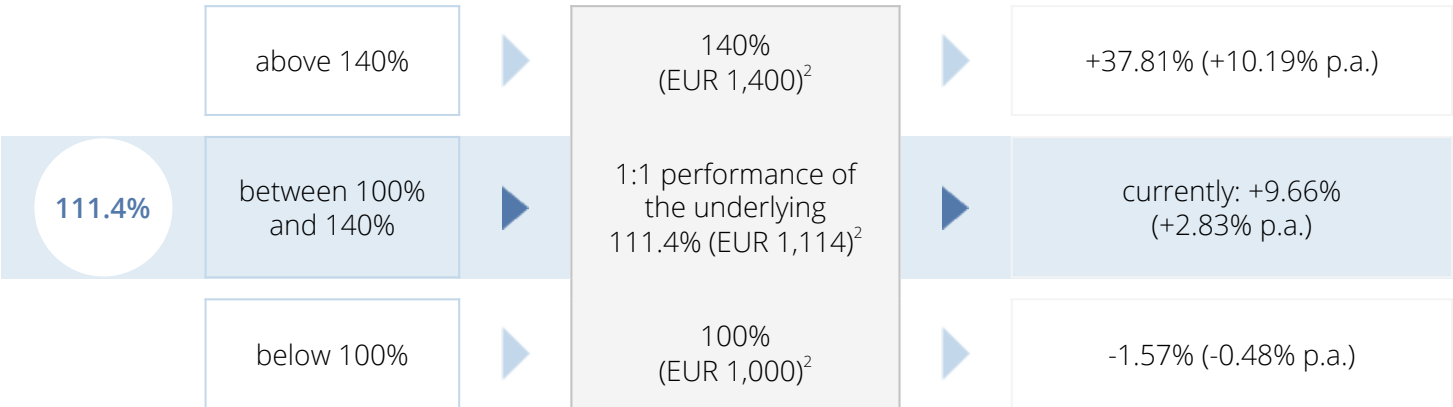 above 140%
140%
(EUR 1,400)²
+37.81% (+10.19% p.a.)
111.4%
between 100%
and 140%
1:1 performance of
the underlying
111.4% (EUR 1,114)²
currently: +9.66%
(+2.83% p.a.)
below 100%
100%
(EUR 1,000)²
-1.57% (-0.48% p.a.)